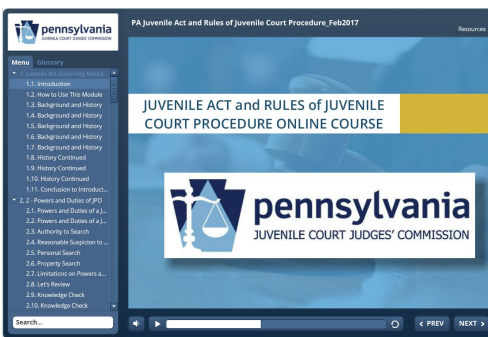 pennsylvania
JUVENILE COURT JUDGES' COMMISSION
PA Juvenile Act and Rules of Juvenile Court Procedure_Feb2017
Resources
Menu Glossary
1. Juvenile Act eLearning Modul...
1.1. Introduction
1.2. How to Use This Module
1.3. Background and History
1.4. Background and History
1.5. Background and History
1.6. Background and History
1.7. Background and History
1.8. History Continued
1.9. History Continued
1.10. History Continued
1.11. Conclusion to Introduct...
2. 2 - Powers and Duties of JPO
2.1. Powers and Duties of a J...
2.2. Powers and Duties of a J...
2.3. Authority to Search
2.4. Reasonable Suspicion to ...
2.5. Personal Search
2.6. Property Search
2.7. Limitations on Powers a...
2.8. Let's Review
2.9. Knowledge Check
2.10. Knowledge Check
Search...
JUVENILE ACT and RULES of JUVENILE
COURT PROCEDURE ONLINE COURSE
pennsylvania
JUVENILE COURT JUDGES' COMMISSION
PREV
NEXT